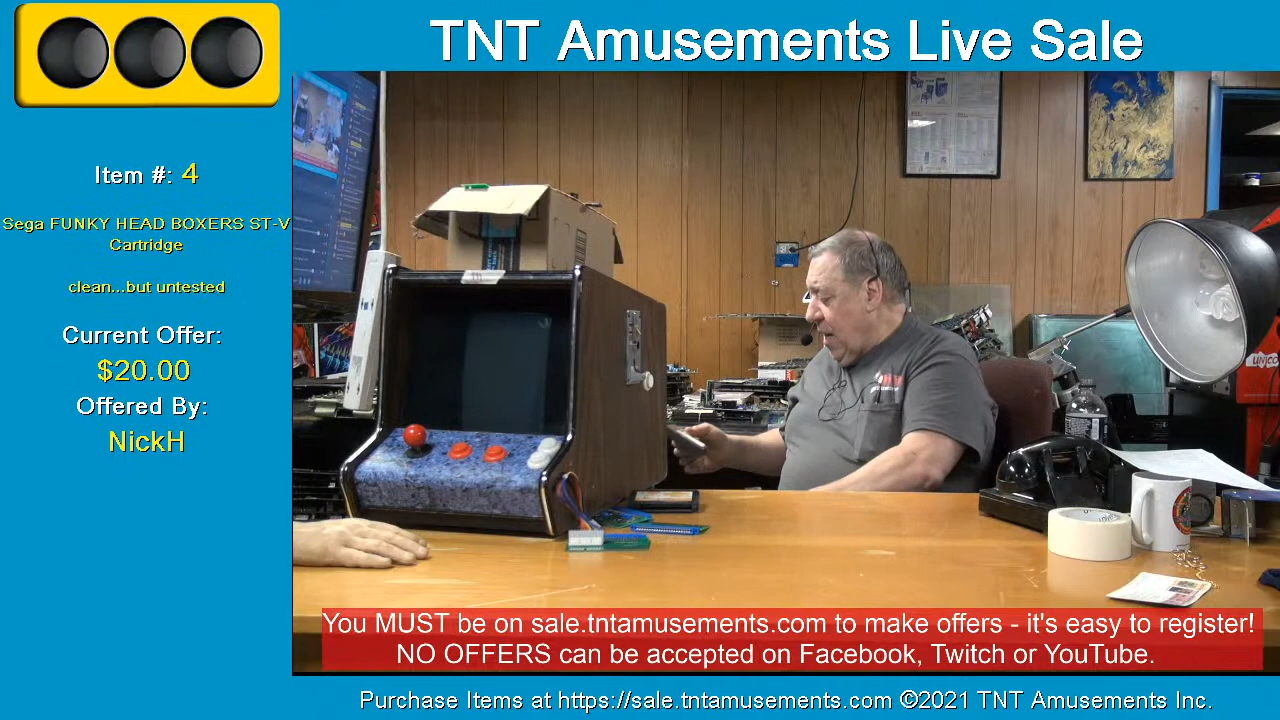 TNT Amusements Live Sale
Item #: 4
Sega FUNKY HEAD BOXERS ST-V
Cartridge
clean...but untested
Current Offer:
$20.00
Offered By:
NickH
UNICO
You MUST be on sale.tntamusements.com to make offers - it's easy to register!
NO OFFERS can be accepted on Facebook, Twitch or YouTube.
Purchase Items at https://sale.tntamusements.com ©2021 TNT Amusements Inc.